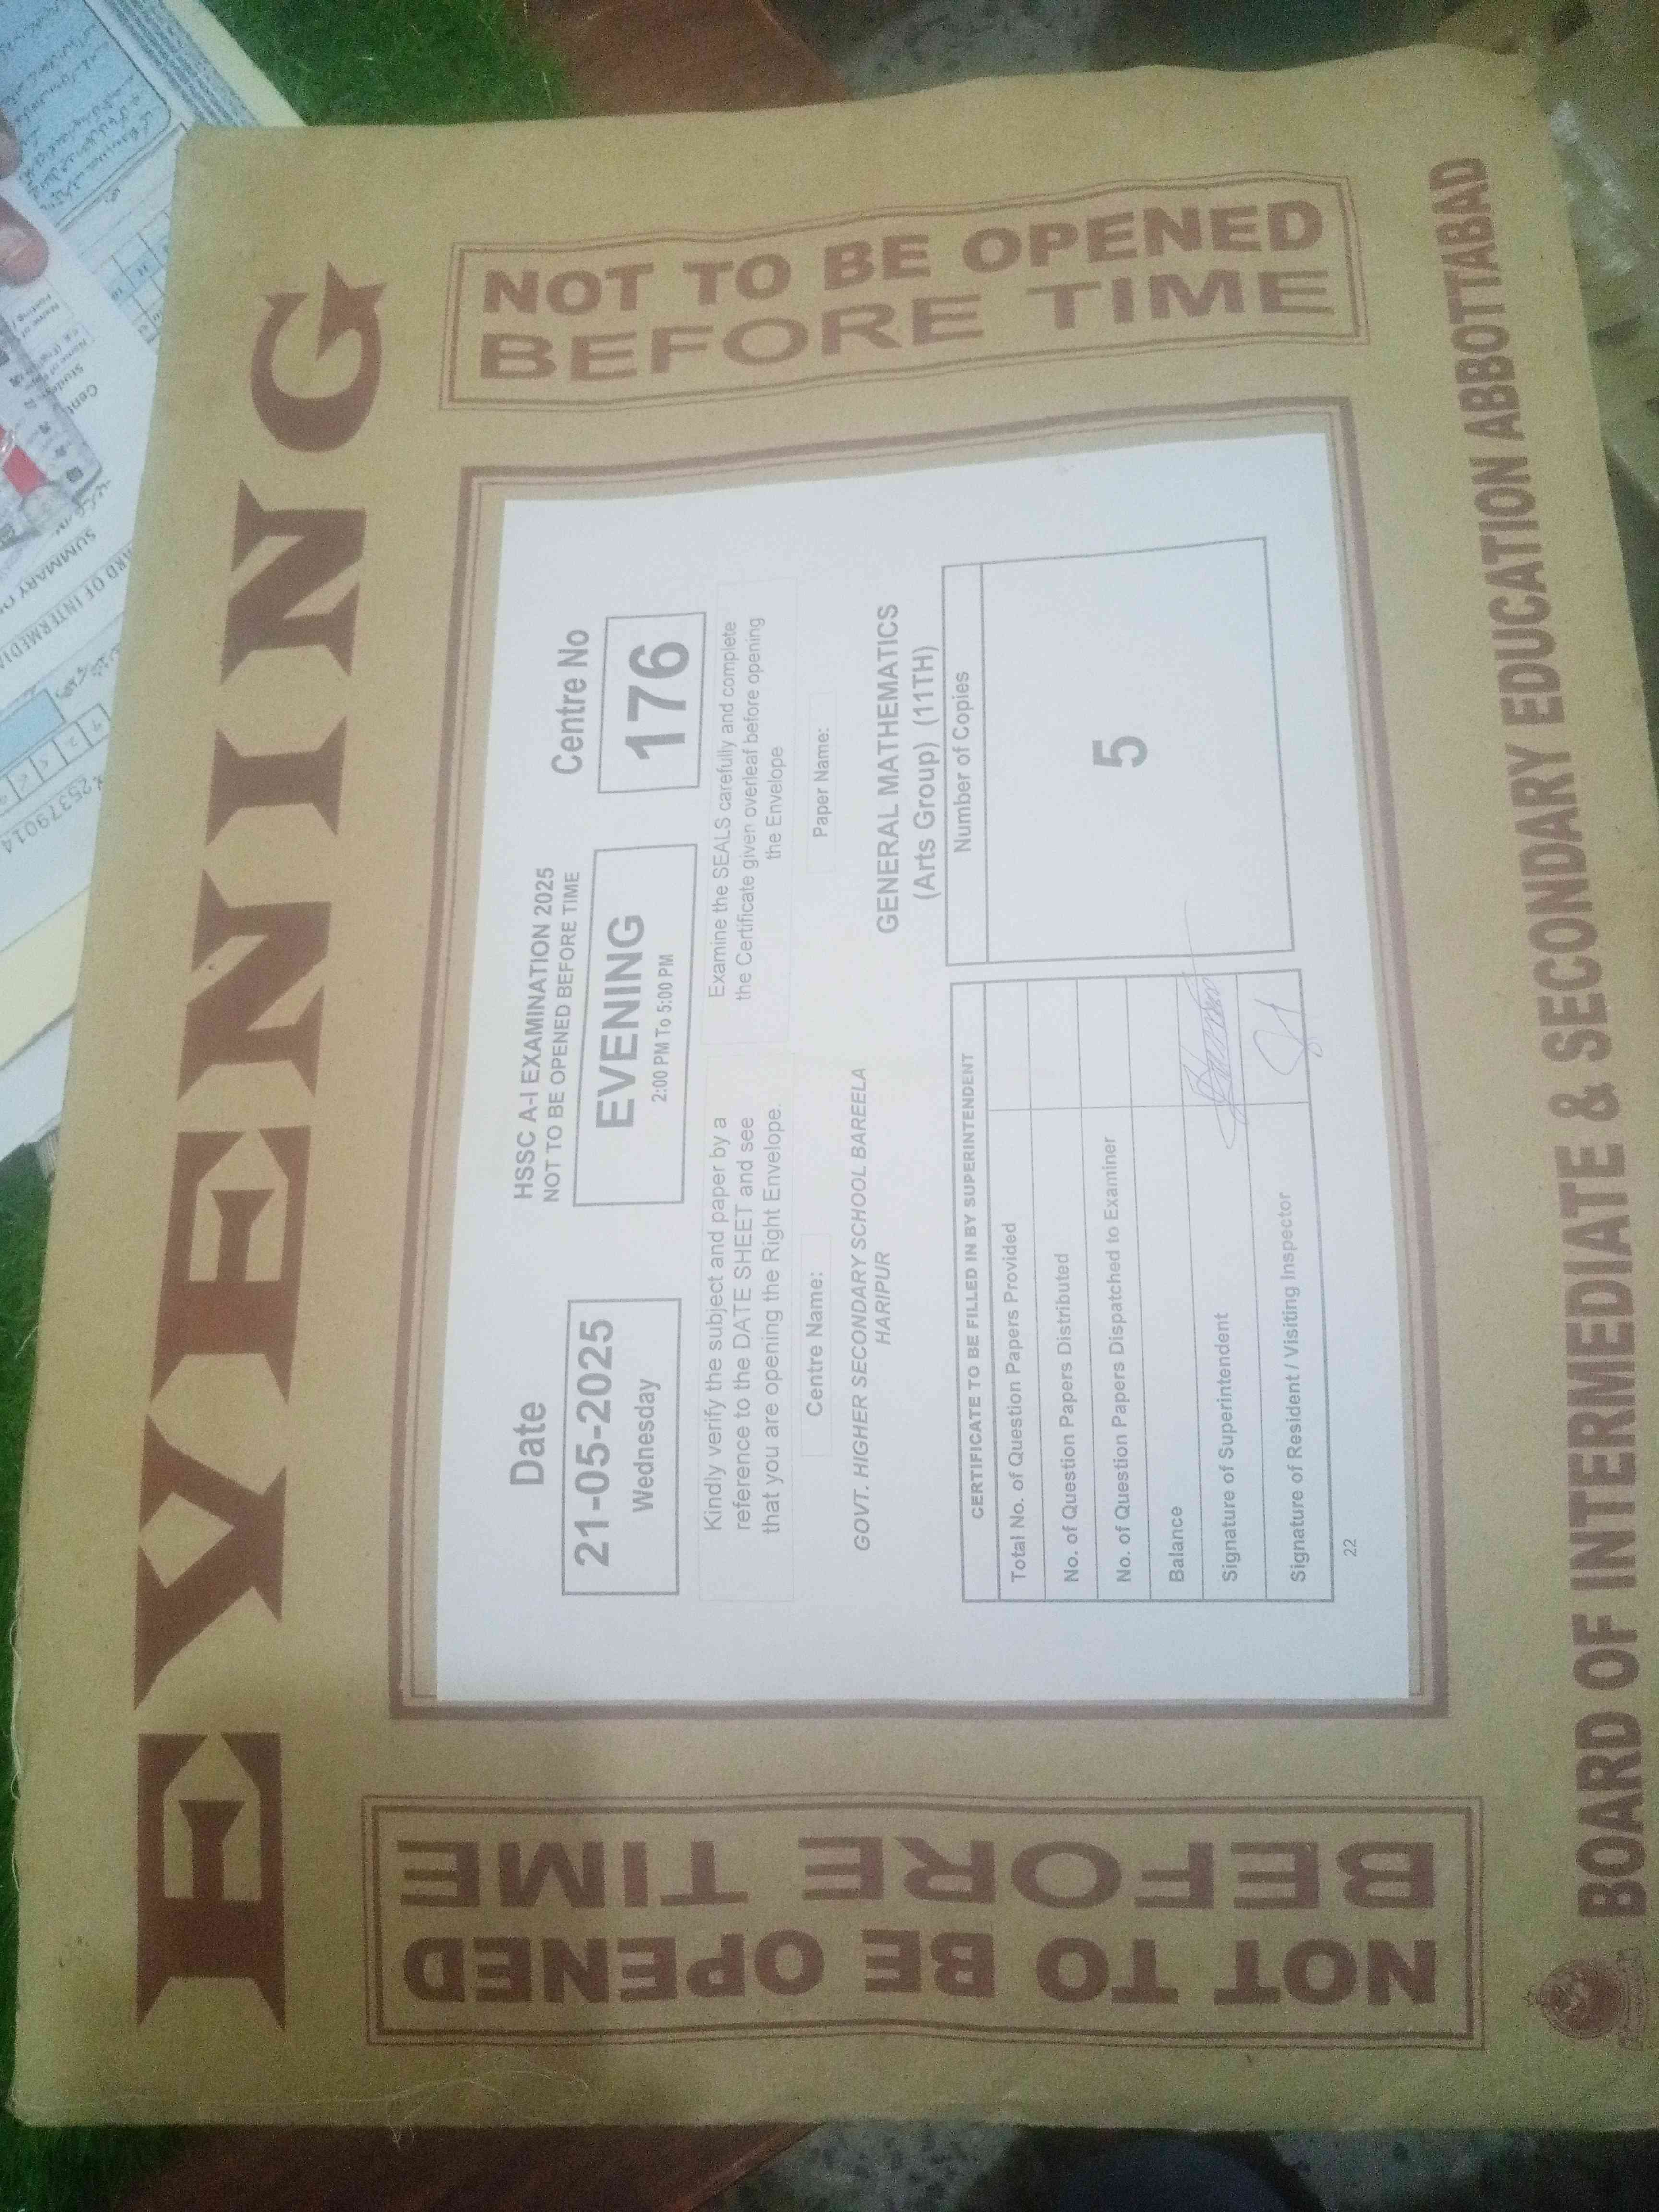 EVENING
NOT TO BE OPENED
BEFORE TIME
NOT TO BE OPENED
BEFORE TIME
HSSC A-I EXAMINATION 2025
NOT TO BE OPENED BEFORE TIME
Date
21-05-2025
Wednesday
EVENING
2:00 PM To 5:00 PM
Centre No
176
Kindly verify the subject and paper by a
reference to the DATE SHEET and see
that you are opening the Right Envelope.
Examine the SEALS carefully and complete
the Certificate given overleaf before opening
the Envelope
Centre Name:
GOVT. HIGHER SECONDARY SCHOOL BAREELA
HARIPUR
Paper Name:
GENERAL MATHEMATICS
(Arts Group) (11TH)
CERTIFICATE TO BE FILLED IN BY SUPERINTENDENT
Total No. of Question Papers Provided
No. of Question Papers Distributed
No. of Question Papers Dispatched to Examiner
Balance
Signature of Superintendent
Signature of Resident / Visiting Inspector
Number of Copies
5
22
BOARD OF INTERMEDIATE & SECONDARY EDUCATION ABBOTTABAD
SUMMARY
OF INTERMEDIA
25379014